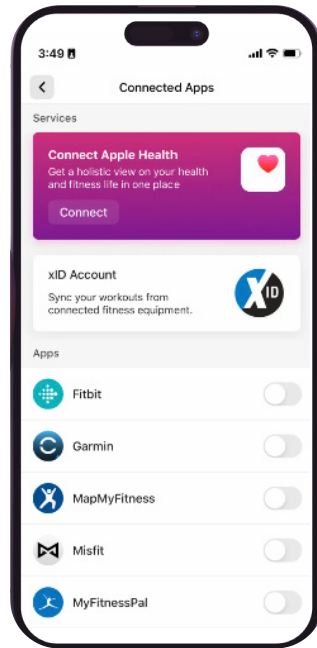 3:49
Connected Apps
Services
Connect Apple Health
Get a holistic view on your health
and fitness life in one place
Connect
xID Account
Sync your workouts from
connected fitness equipment.
XID
Apps
Fitbit
Garmin
MapMyFitness
Misfit
MyFitnessPal